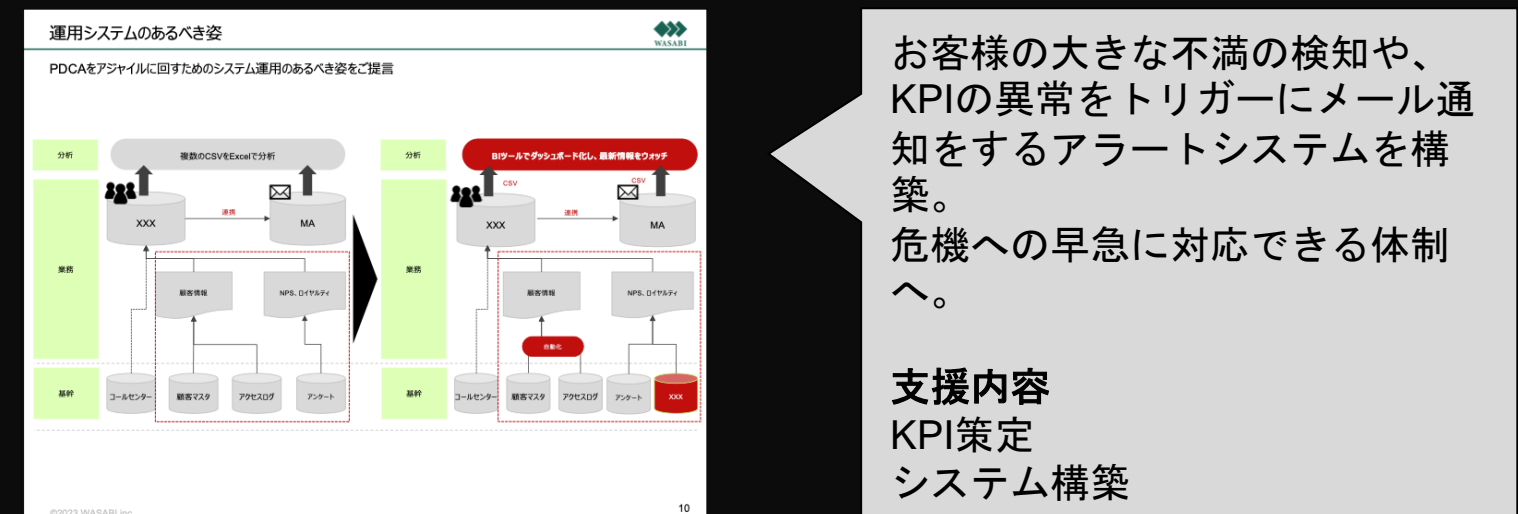 運用システムのあるべき姿
WASABI
PDCAをアジャイルに回すためのシステム運用のあるべき姿をご提言
分析
複数のCSVをExcelで分析
XXX
連携
MA
業務
顧客情報
NPS、ロイヤルティ
基幹
コールセンター
顧客マスタ
アクセスログ
アンケート
分析
BIツールでダッシュボード化し、最新情報をウォッチ
CSV
CSV
XXX
連携
MA
業務
顧客情報
NPS、ロイヤルティ
自動化
基幹
コールセンター
顧客マスタ
アクセスログ
アンケート
XXX
©2023 WASABI inc
10
お客様の大きな不満の検知や、
KPIの異常をトリガーにメール通
知をするアラートシステムを構
築。
危機への早急に対応できる体制
へ。
支援内容
KPI策定
システム構築